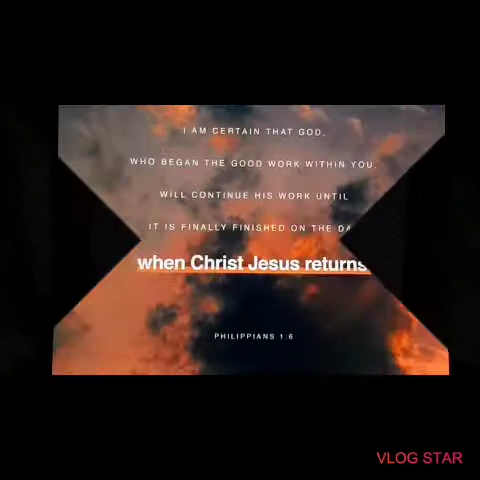 I AM CERTAIN THAT GOD,
WHO BEGAN THE GOOD WORK WITHIN YOU,
WILL CONTINUE HIS WORK UNTIL
IT IS FINALLY FINISHED ON THE DA
when Christ Jesus returns
PHILIPPIANS 1:6
VLOG STAR